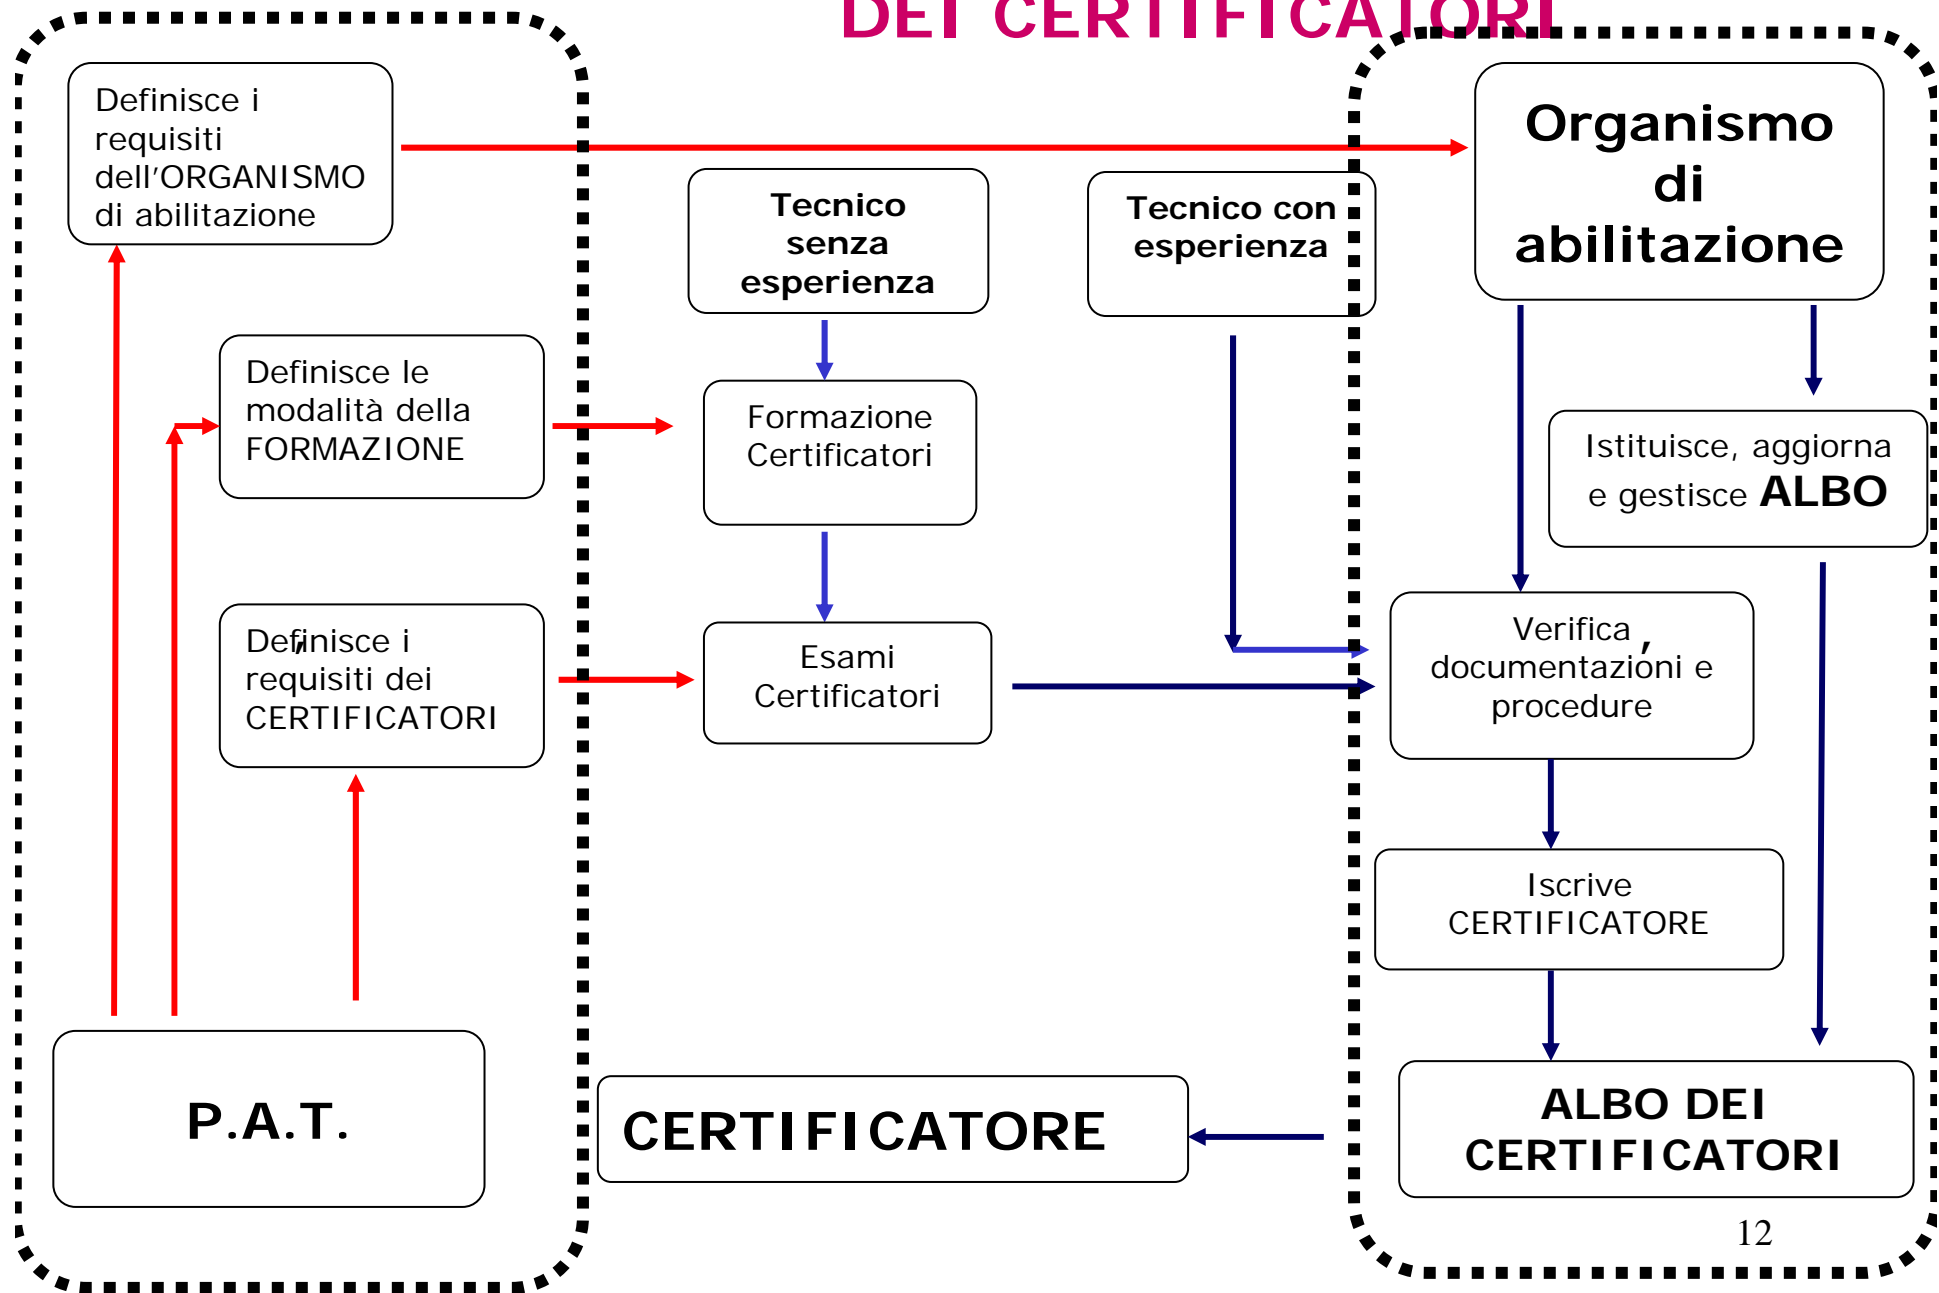 DEI CERTIFICATORI
Definisce i
requisiti
dell'ORGANISMO
di abilitazione
Organismo
di
abilitazione
Tecnico
senza
esperienza
Tecnico con
esperienza
Definisce le
modalità della
FORMAZIONE
Formazione
Certificatori
Istituisce, aggiorna
e gestisce ALBO
Definisce i
requisiti dei
CERTIFICATORI
,
Esami
Certificatori
Verifica
documentazioni e
procedure
,
Iscrive
CERTIFICATORE
P.A.T.
CERTIFICATORE
ALBO DEI
CERTIFICATORI
12